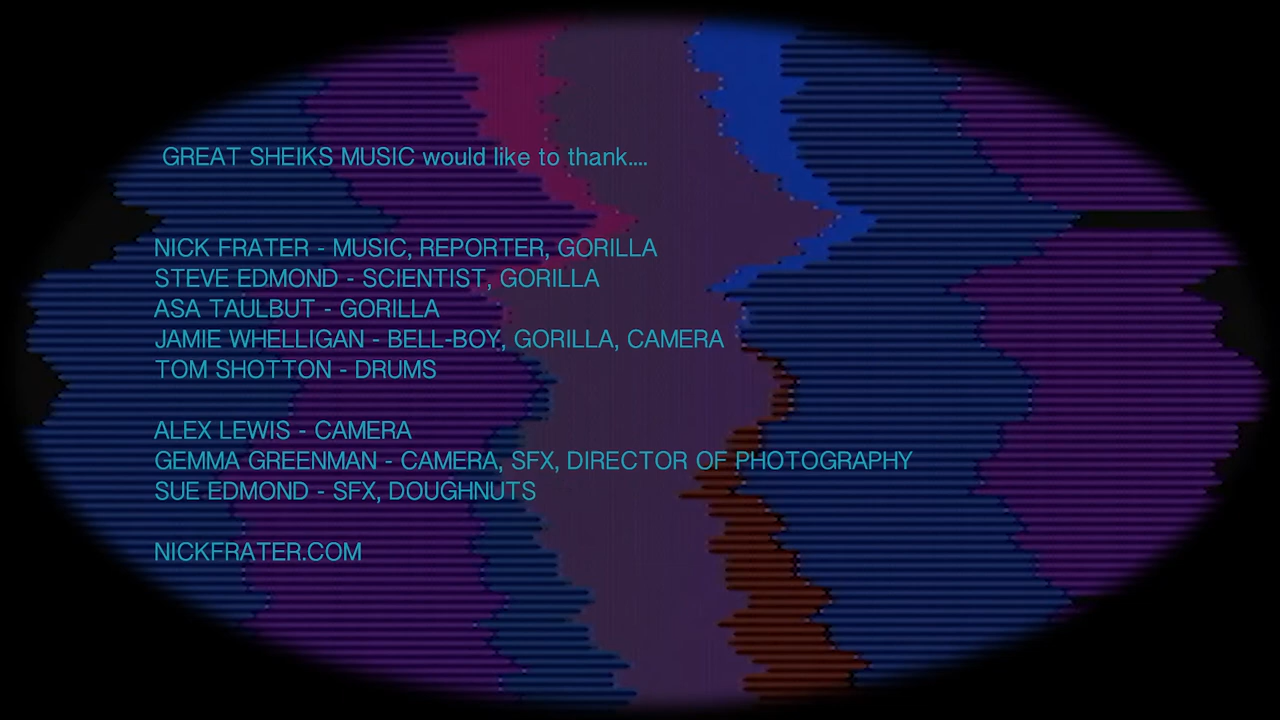 GREAT SHEIKS MUSIC would like to thank....
NICK FRATER - MUSIC, REPORTER, GORILLA
STEVE EDMOND - SCIENTIST, GORILLA
ASA TAULBUT - GORILLA
JAMIE WHELLIGAN - BELL-BOY, GORILLA, CAMERA
TOM SHOTTON - DRUMS
ALEX LEWIS - CAMERA
GEMMA GREENMAN - CAMERA, SFX, DIRECTOR OF PHOTOGRAPHY
SUE EDMOND - SFX, DOUGHNUTS
NICKFRATER.COM